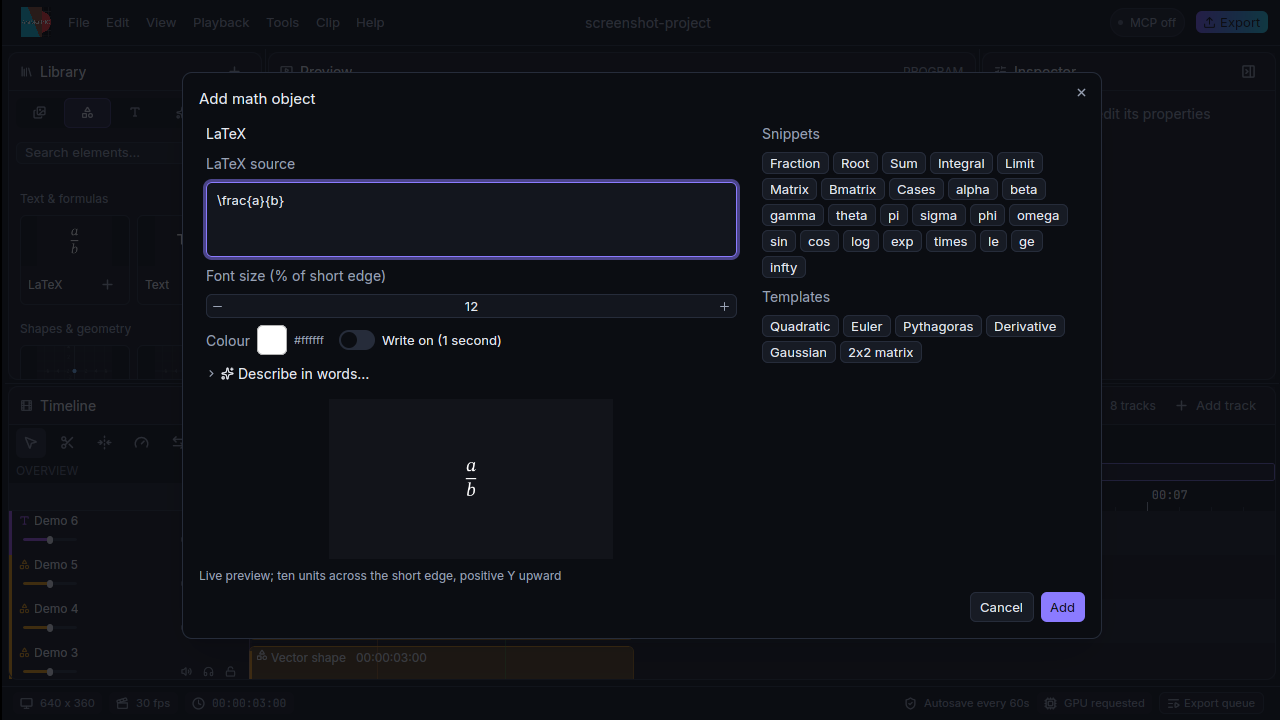 File Edit View Playback Tools Clip Help
screenshot-project
MCP off
Export
Library
Preview
PROGRAM
Inspector
Search elements...
dit its properties
Text & formulas
a
b
LaTeX
Text
Shapes & geometry
Add math object
LaTeX
LaTeX source
\frac{a}{b}
Font size (% of short edge)
12
Colour #ffffff Write on (1 second)
Describe in words...
a
b
Live preview; ten units across the short edge, positive Y upward
Snippets
Fraction Root Sum Integral Limit
Matrix Bmatrix Cases alpha beta
gamma theta pi sigma phi omega
sin cos log exp times le ge
infty
Templates
Quadratic Euler Pythagoras Derivative
Gaussian 2x2 matrix
Cancel Add
Timeline
8 tracks Add track
OVERVIEW
00:07
Demo 6
Demo 5
Demo 4
Demo 3
Vector shape 00:00:03:00
640 x 360 30 fps 00:00:03:00
Autosave every 60s GPU requested Export queue